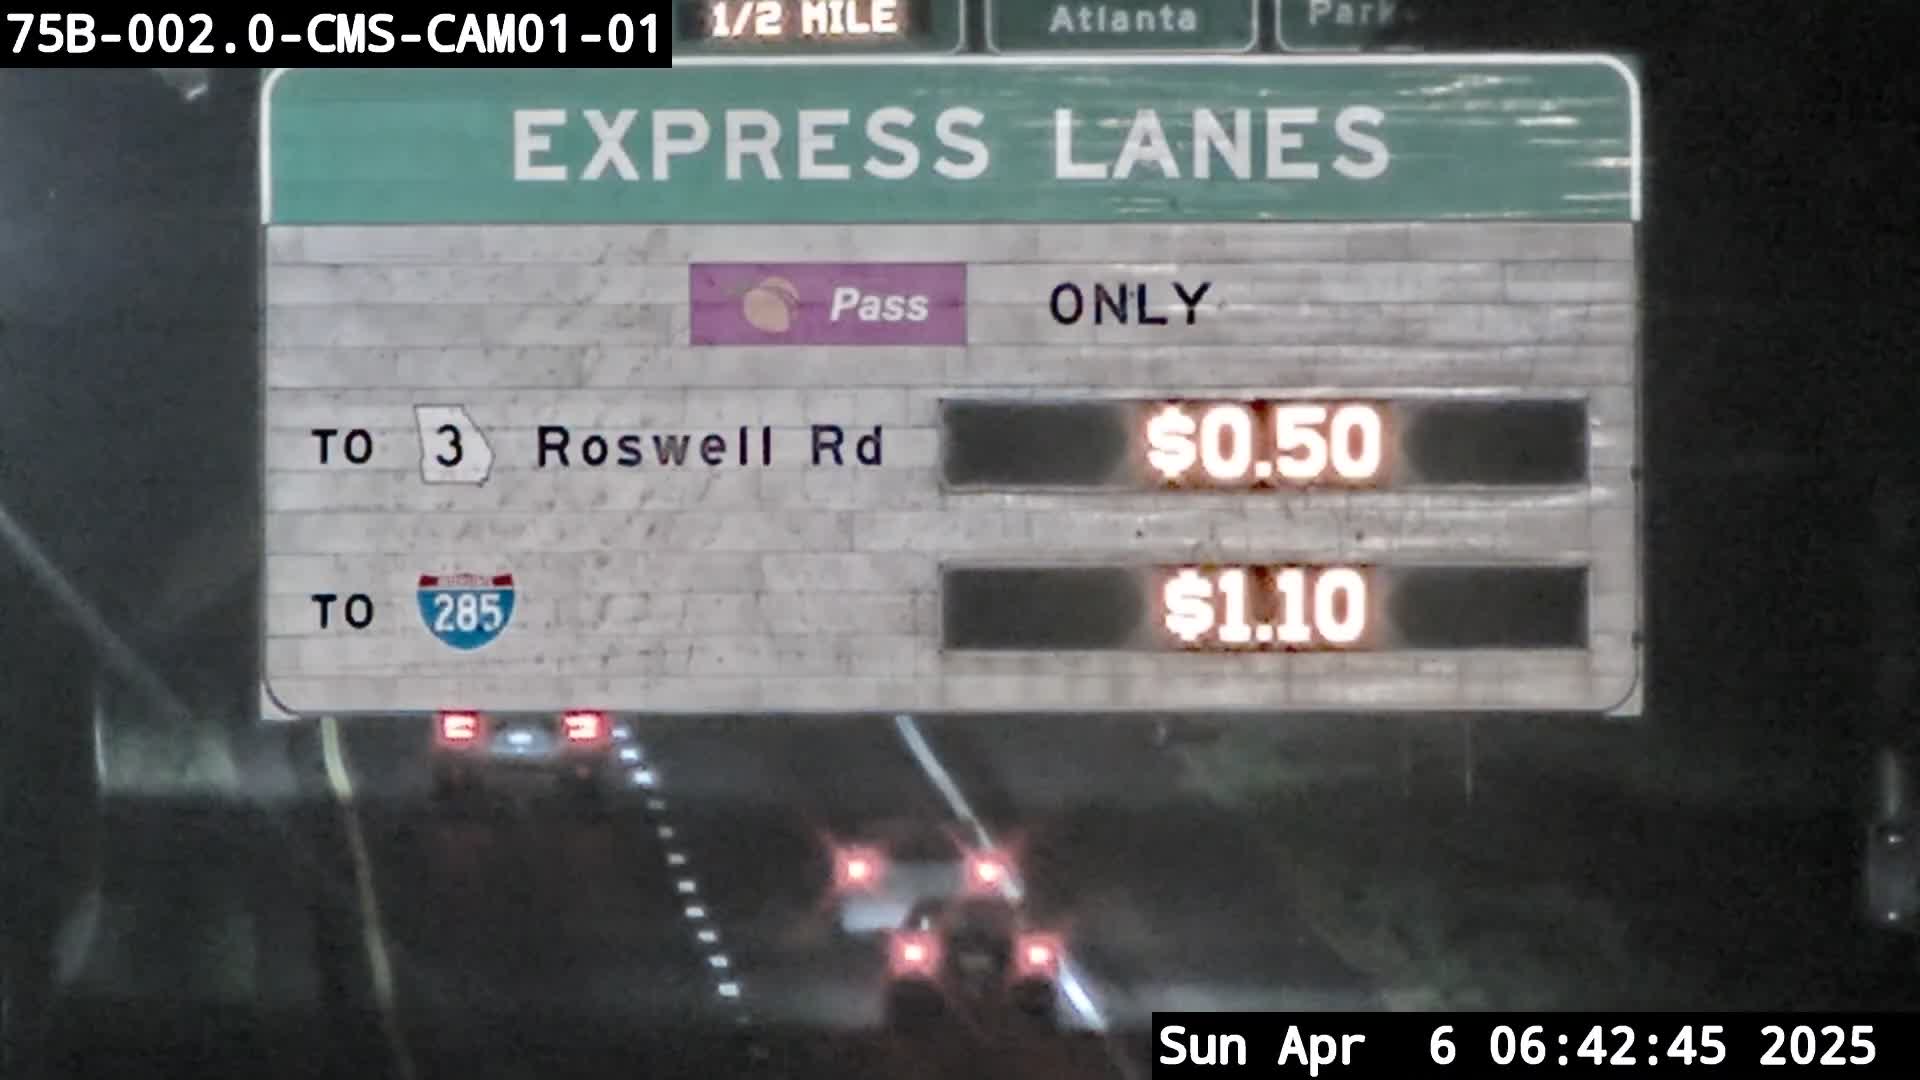 75B-002.0-CMS-CAM01-01
1/2 MILE
Atlanta
Park
EXPRESS LANES
Pass ONLY
TO 3 Roswell Rd $0.50
TO 285 $1.10
Sun Apr 6 06:42:45 2025